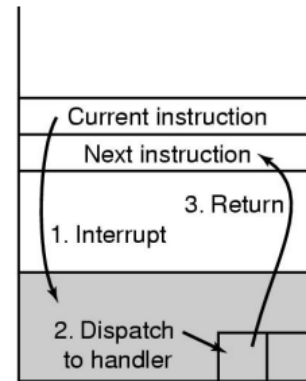 Current instruction
Next instruction
3. Return
1. Interrupt
2. Dispatch
to handler